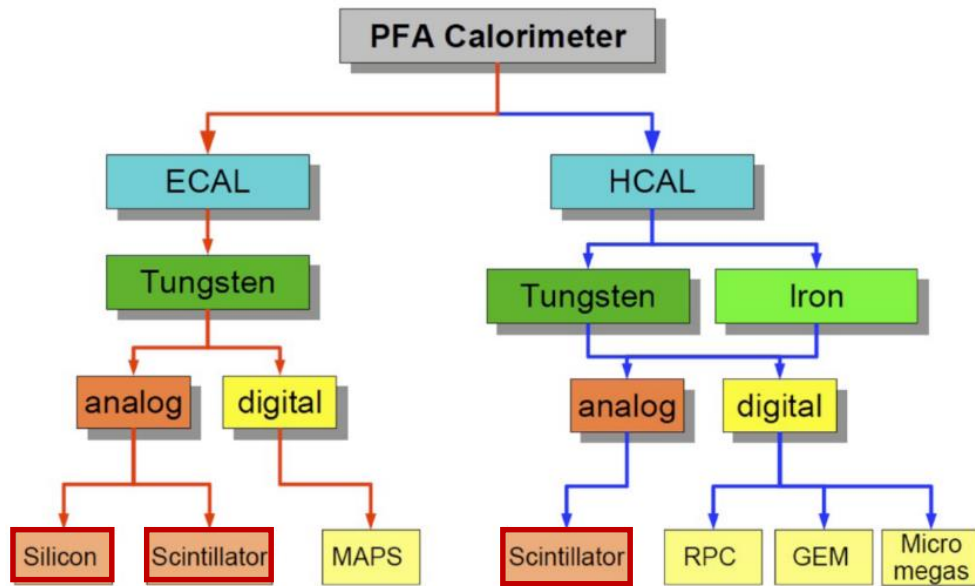 PFA Calorimeter
ECAL
HCAL
Tungsten
Tungsten
Iron
analog
digital
analog
digital
Silicon
Scintillator
MAPS
Scintillator
RPC
GEM
Micro
megas